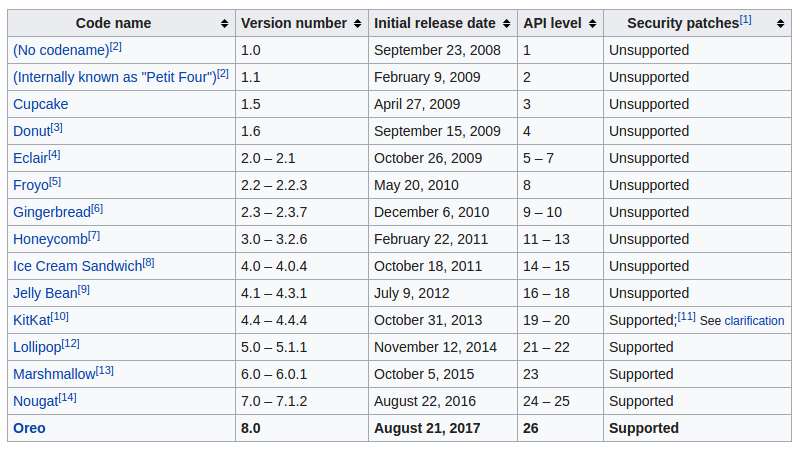 Code name Version number Initial release date API level Security patches[1]
(No codename)[2] 1.0 September 23, 2008 1 Unsupported
(Internally known as "Petit Four")[2] 1.1 February 9, 2009 2 Unsupported
Cupcake 1.5 April 27, 2009 3 Unsupported
Donut[3] 1.6 September 15, 2009 4 Unsupported
Eclair[4] 2.0 – 2.1 October 26, 2009 5 – 7 Unsupported
Froyo[5] 2.2 – 2.2.3 May 20, 2010 8 Unsupported
Gingerbread[6] 2.3 – 2.3.7 December 6, 2010 9 – 10 Unsupported
Honeycomb[7] 3.0 – 3.2.6 February 22, 2011 11 – 13 Unsupported
Ice Cream Sandwich[8] 4.0 – 4.0.4 October 18, 2011 14 – 15 Unsupported
Jelly Bean[9] 4.1 – 4.3.1 July 9, 2012 16 – 18 Unsupported
KitKat[10] 4.4 – 4.4.4 October 31, 2013 19 – 20 Supported;[11] See clarification
Lollipop[12] 5.0 – 5.1.1 November 12, 2014 21 – 22 Supported
Marshmallow[13] 6.0 – 6.0.1 October 5, 2015 23 Supported
Nougat[14] 7.0 – 7.1.2 August 22, 2016 24 – 25 Supported
Oreo 8.0 August 21, 2017 26 Supported